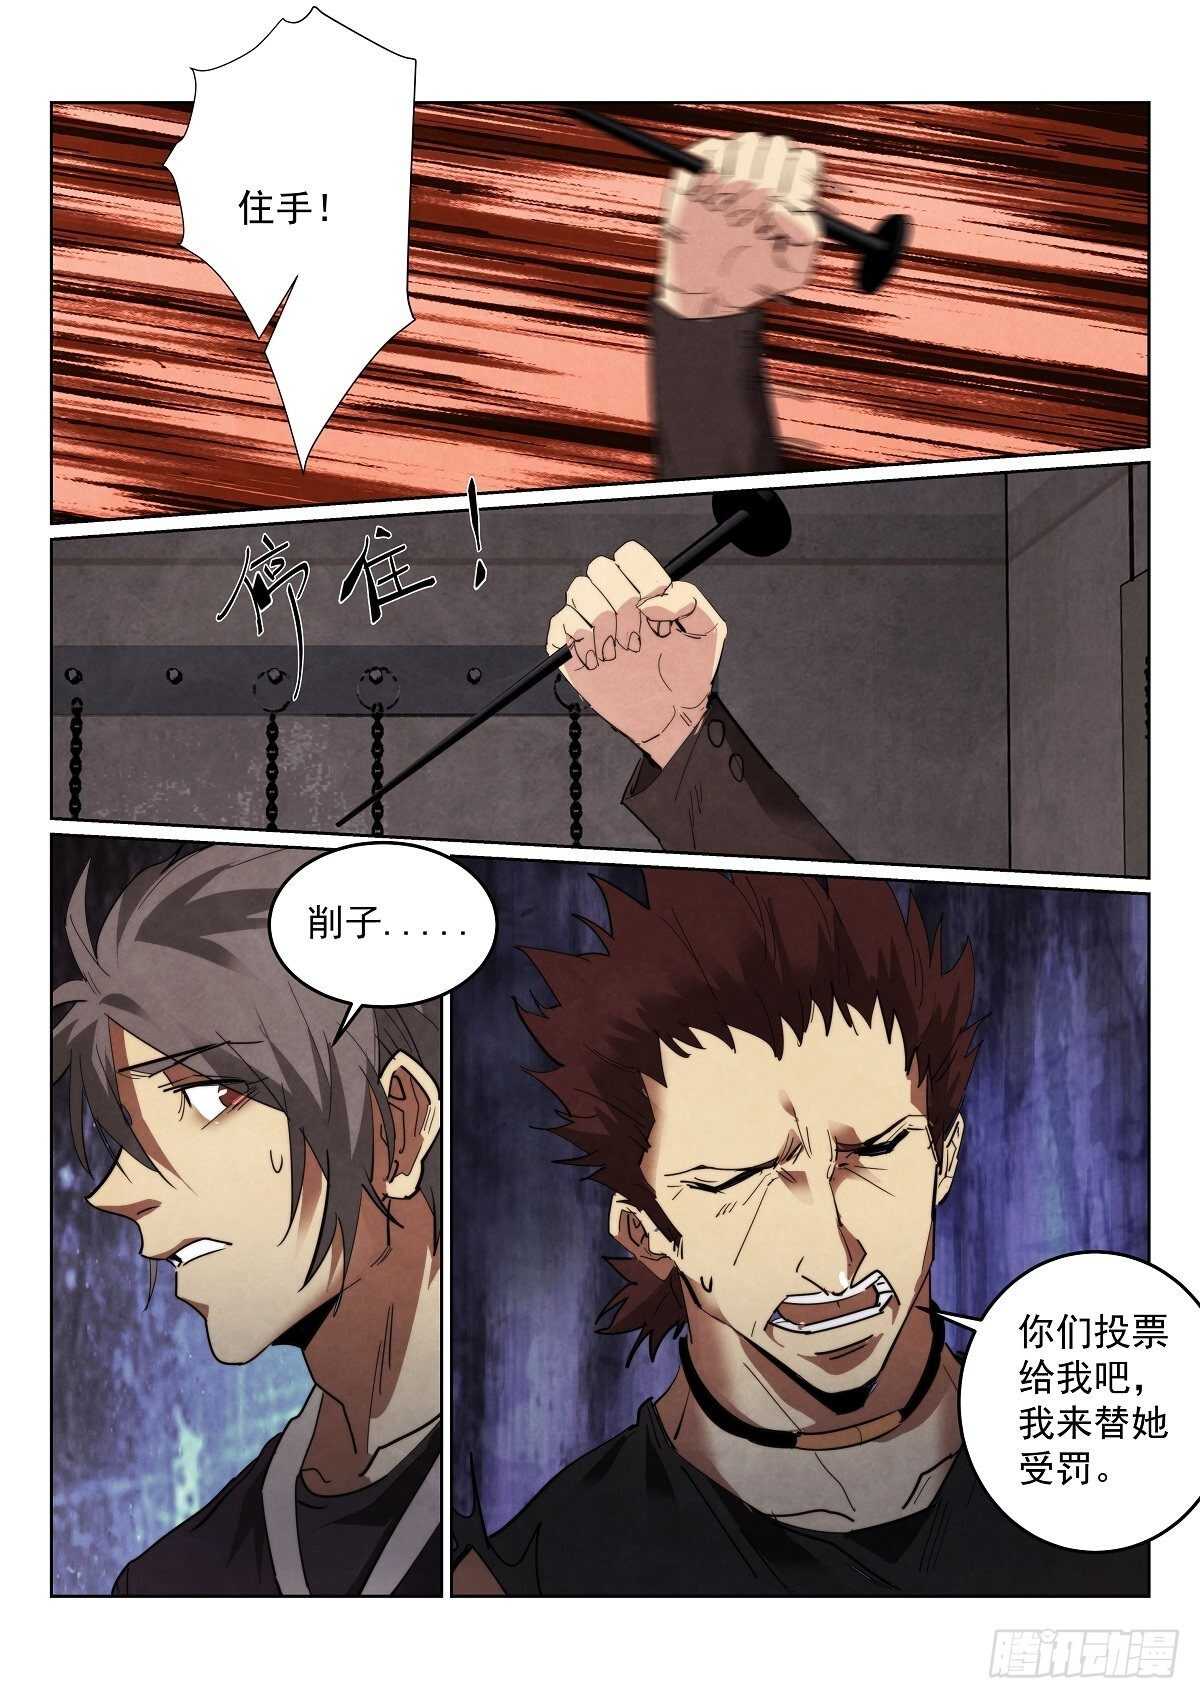 住手!
停住!
削子.....
你们投票
给我吧，
我来替她
受罚。
腾讯动漫